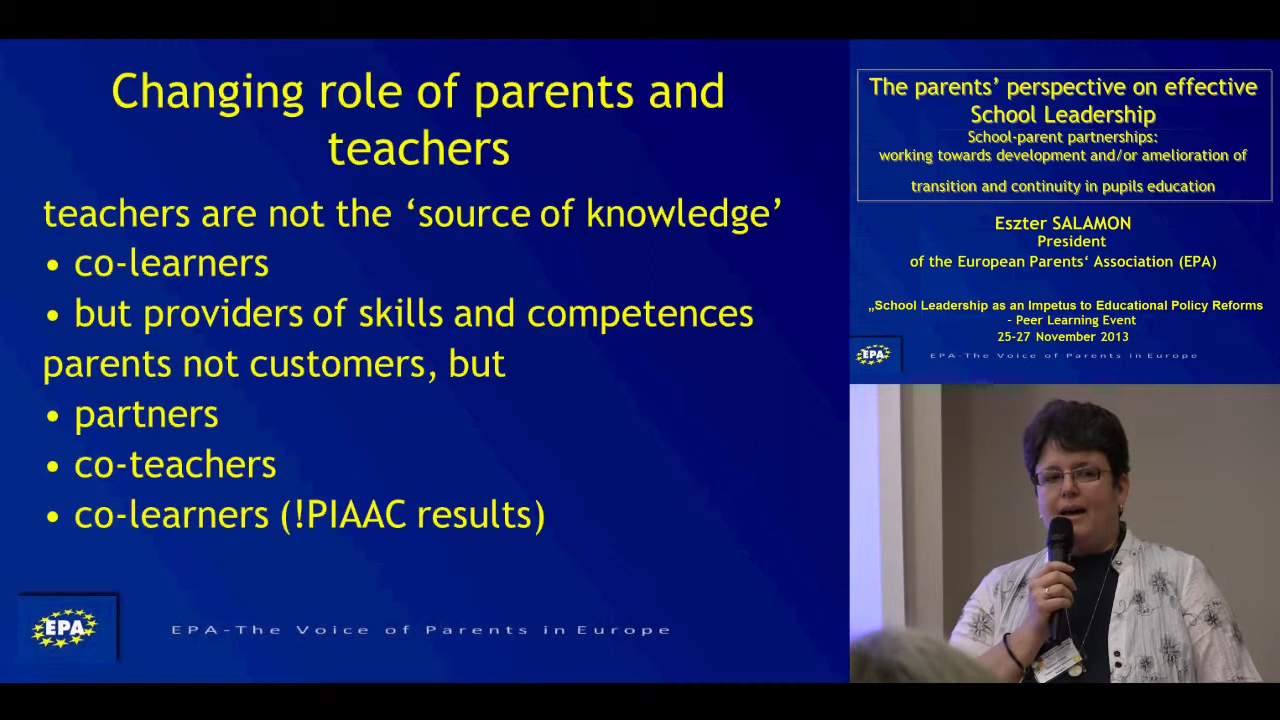 Changing role of parents and
teachers
teachers are not the ‘source of knowledge’
• co-learners
• but providers of skills and competences
parents not customers, but
• partners
• co-teachers
• co-learners (!PIAAC results)
EPA
EPA-The Voice of Parents in Europe
The parents’ perspective on effective
School Leadership
School-parent partnerships:
working towards development and/or amelioration of
transition and continuity in pupils education
Eszter SALAMON
President
of the European Parents‘ Association (EPA)
„School Leadership as an Impetus to Educational Policy Reforms
– Peer Learning Event
25-27 November 2013
EPA
EPA-The Voice of Parents in Europe